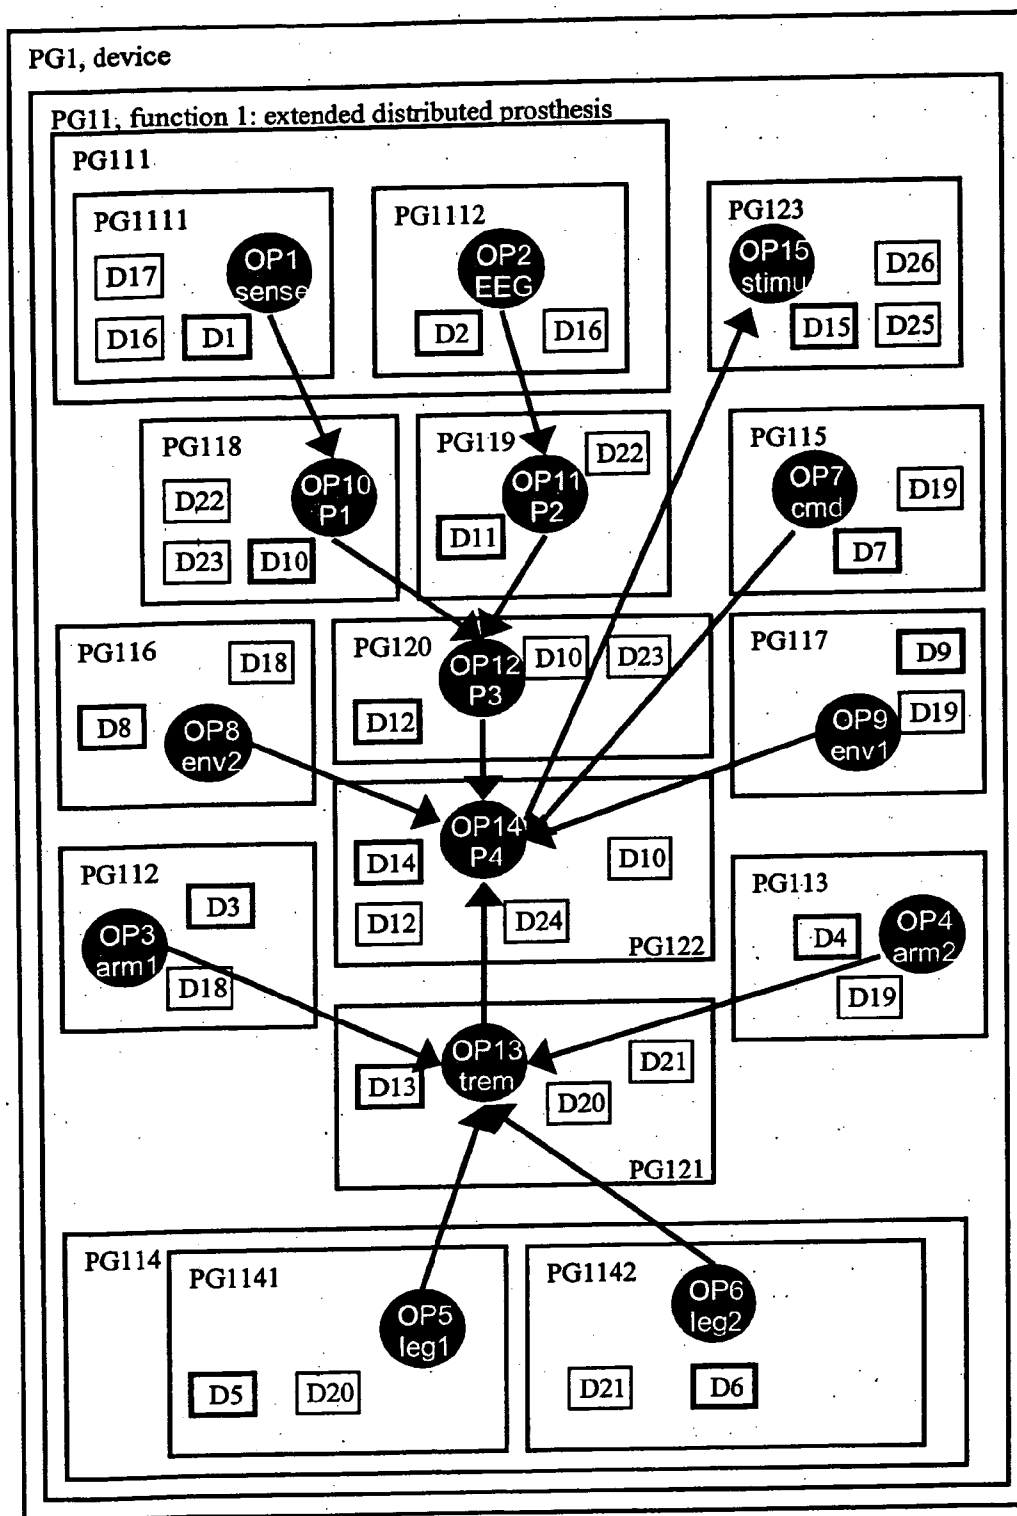 PG1, device
PG11, function 1: extended distributed prosthesis
PG111
PG1111
OP1
sense
D17
D16
D1
PG1112
OP2
EEG
D2
D16
PG123
OP15
stimu
D26
D15
D25
PG118
OP10
P1
D22
D23
D10
PG119
OP11
P2
D22
D11
PG115
OP7
cmd
D19
D7
PG116
D18
D8
OP8
env2
PG120
OP12
P3
D10
D23
D12
PG117
D9
D19
OP9
env1
OP14
P4
D14
D10
D12
D24
PG122
PG112
D3
OP3
arm1
D18
PG113
D4
OP4
arm2
D19
OP13
trem
D13
D21
D20
PG121
PG114
PG1141
OP5
leg1
D5
D20
PG1142
OP6
leg2
D21
D6